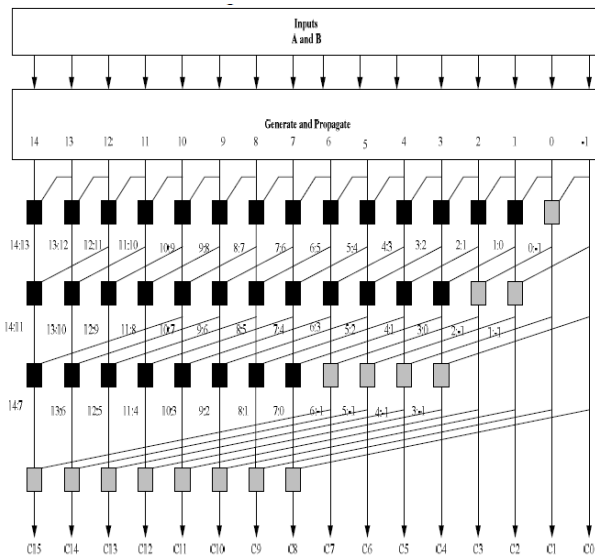 Inputs
A and B
Generate and Propagate
14 13 12 11 10 9 8 7 6 5 4 3 2 1 0 -1
14:13 13:12 12:11 11:10 10:9 9:8 8:7 7:6 6:5 5:4 4:3 3:2 2:1 1:0 0:-1
14:11 13:10 12:9 11:8 10:7 9:6 8:5 7:4 6:3 5:2 4:1 3:0 2:-1 1:-1
14:7 13:6 12:5 11:4 10:3 9:2 8:1 7:0 6:-1 5:-1 4:-1 3:-1
C15 C14 C13 C12 C11 C10 C9 C8 C7 C6 C5 C4 C3 C2 C1 C0